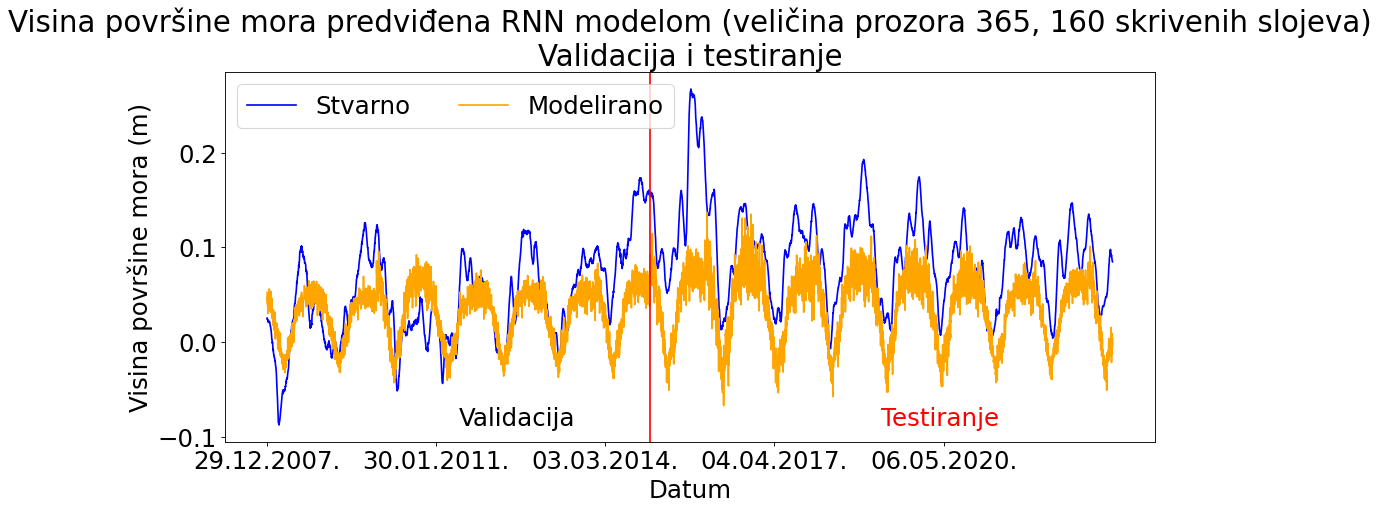 Visina površine mora predviđena RNN modelom (veličina prozora 365, 160 skrivenih slojeva)
Validacija i testiranje
Stvarno Modelirano
Visina površine mora (m)
0.2
0.1
0.0
−0.1
Validacija Testiranje
29.12.2007. 30.01.2011. 03.03.2014. 04.04.2017. 06.05.2020.
Datum